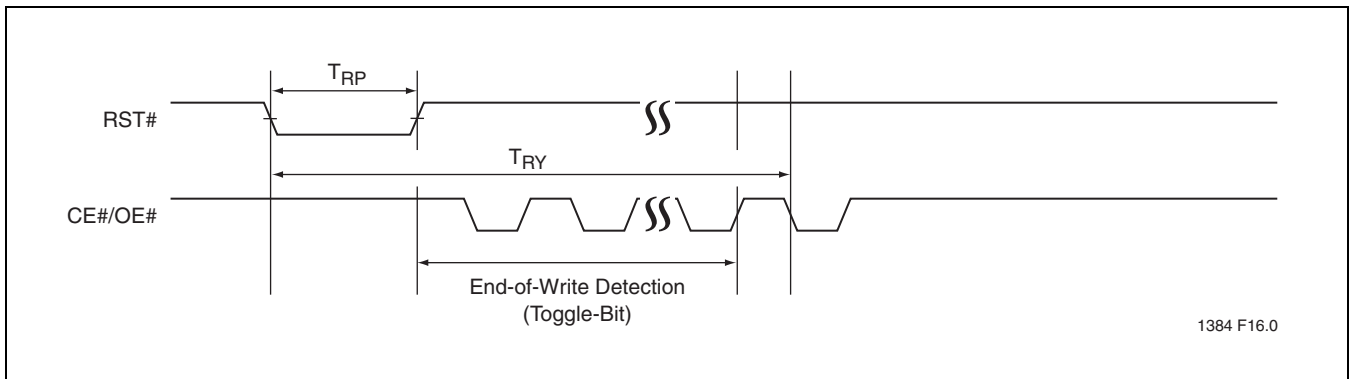 TRP
RST#
TRY
CE#/OE#
End-of-Write Detection
(Toggle-Bit)
1384 F16.0